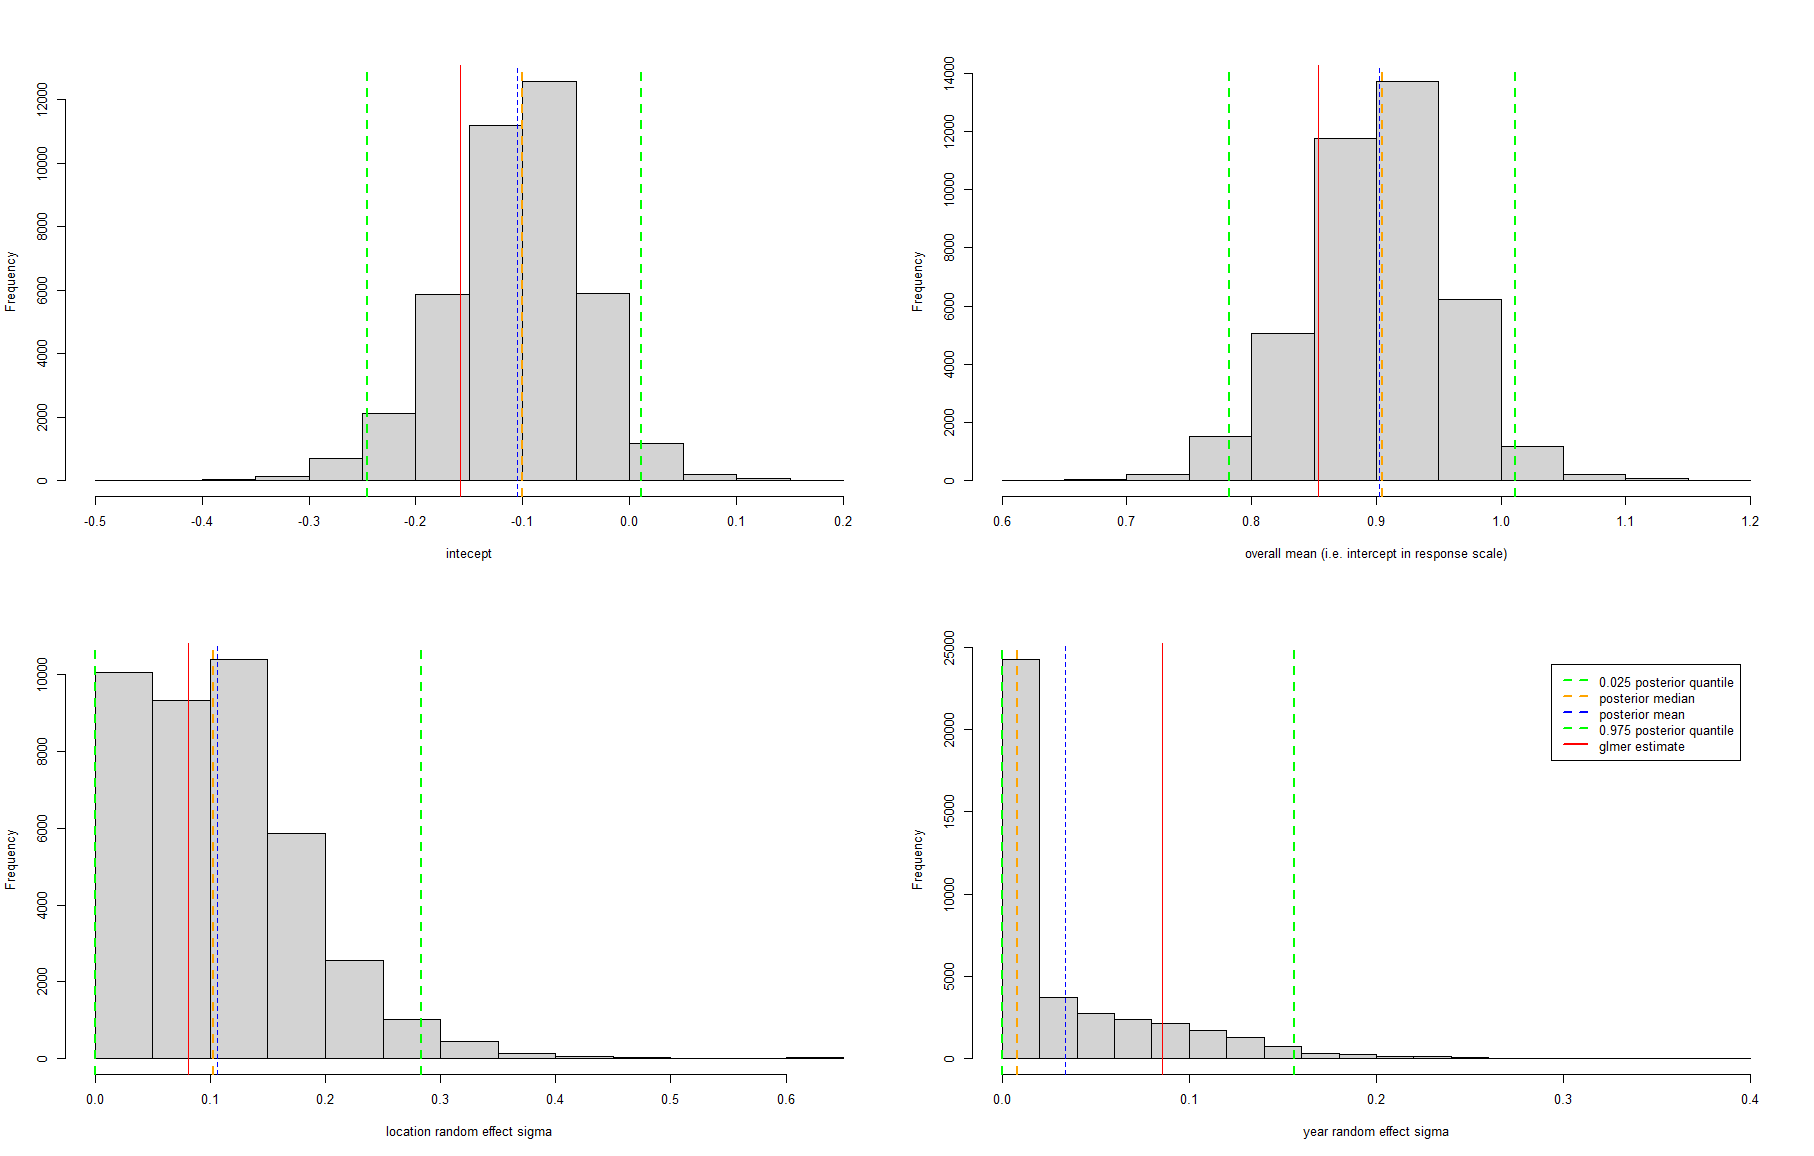 Frequency
0 2000 4000 6000 8000 10000 12000
-0.5 -0.4 -0.3 -0.2 -0.1 0.0 0.1 0.2
intecept
Frequency
0 2000 4000 6000 8000 10000 12000 14000
0.6 0.7 0.8 0.9 1.0 1.1 1.2
overall mean (i.e. intercept in response scale)
Frequency
0 2000 4000 6000 8000 10000
0.0 0.1 0.2 0.3 0.4 0.5 0.6
location random effect sigma
Frequency
0 5000 10000 15000 20000 25000
0.0 0.1 0.2 0.3 0.4
year random effect sigma
0.025 posterior quantile
posterior median
posterior mean
0.975 posterior quantile
glmer estimate